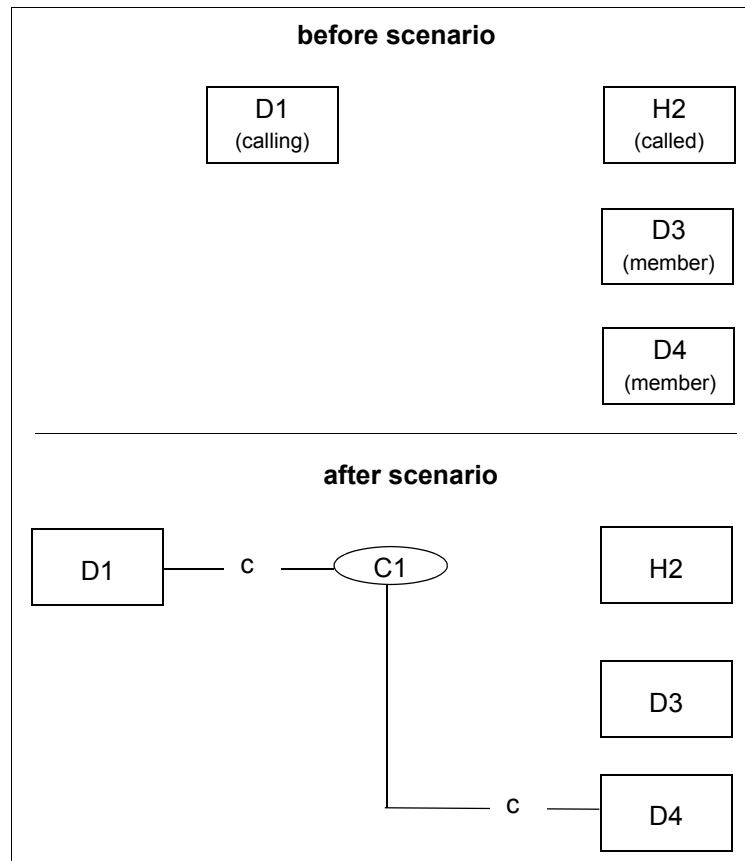 before scenario
D1
(calling)
H2
(called)
D3
(member)
D4
(member)
after scenario
D1
c
C1
H2
D3
c
D4